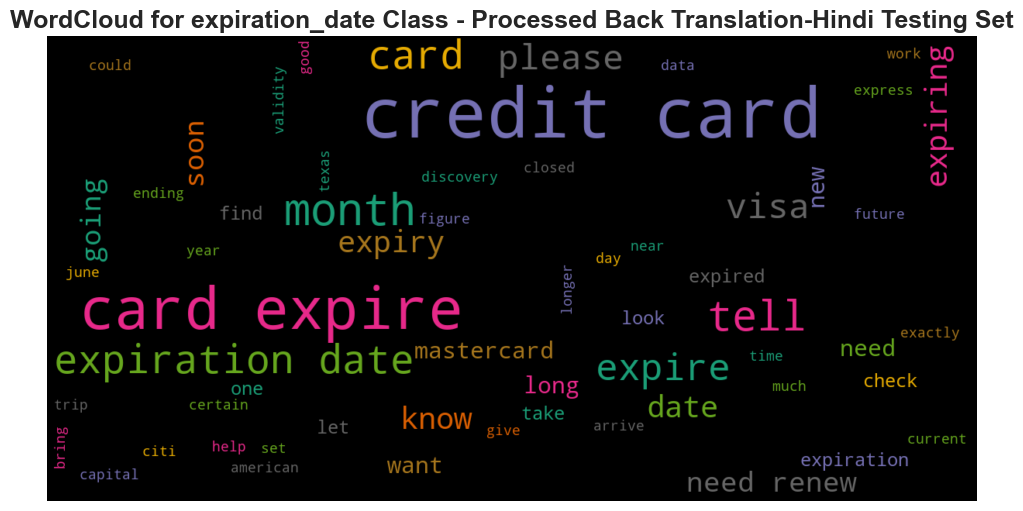 WordCloud for expiration_date Class - Processed Back Translation-Hindi Testing Set
could
good
card
please
data
work
express
expiring
validity
credit card
soon
texas
discovery
closed
new
going
ending
find
month
figure
visa
future
expiry
year
near
june
day
longer
expired
card expire
look
tell
exactly
expiration date
mastercard
expire
time
need
one
long
much
check
trip
certain
know
take
date
let
give
arrive
bring
citi
help
set
current
capital
american
want
expiration
need renew